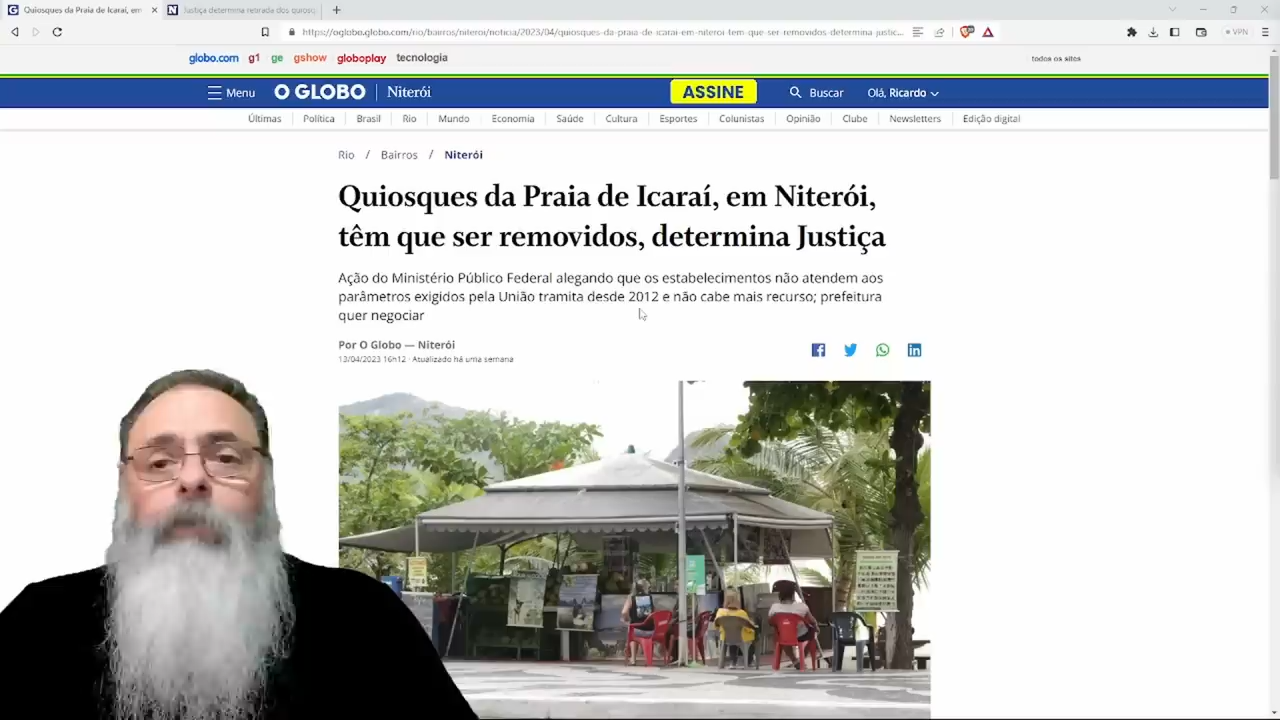 Quiosques da Praia de Icaraí, em
Justiça determina retirada dos quiosq
https://oglobo.globo.com/rio/bairros/niteroi/noticia/2023/04/quiosques-da-praia-de-icarai-em-niteroi-tem-que-ser-removidos-determina-justic...
VPN
globo.com g1 ge gshow globoplay tecnologia
todos os sites
Menu O GLOBO Niterói ASSINE Buscar Olá, Ricardo
Últimas Política Brasil Rio Mundo Economia Saúde Cultura Esportes Colunistas Opinião Clube Newsletters Edição digital
Rio / Bairros / Niterói
Quiosques da Praia de Icaraí, em Niterói,
têm que ser removidos, determina Justiça
Ação do Ministério Público Federal alegando que os estabelecimentos não atendem aos
parâmetros exigidos pela União tramita desde 2012 e não cabe mais recurso; prefeitura
quer negociar
Por O Globo — Niterói
13/04/2023 16h12 · Atualizado há uma semana